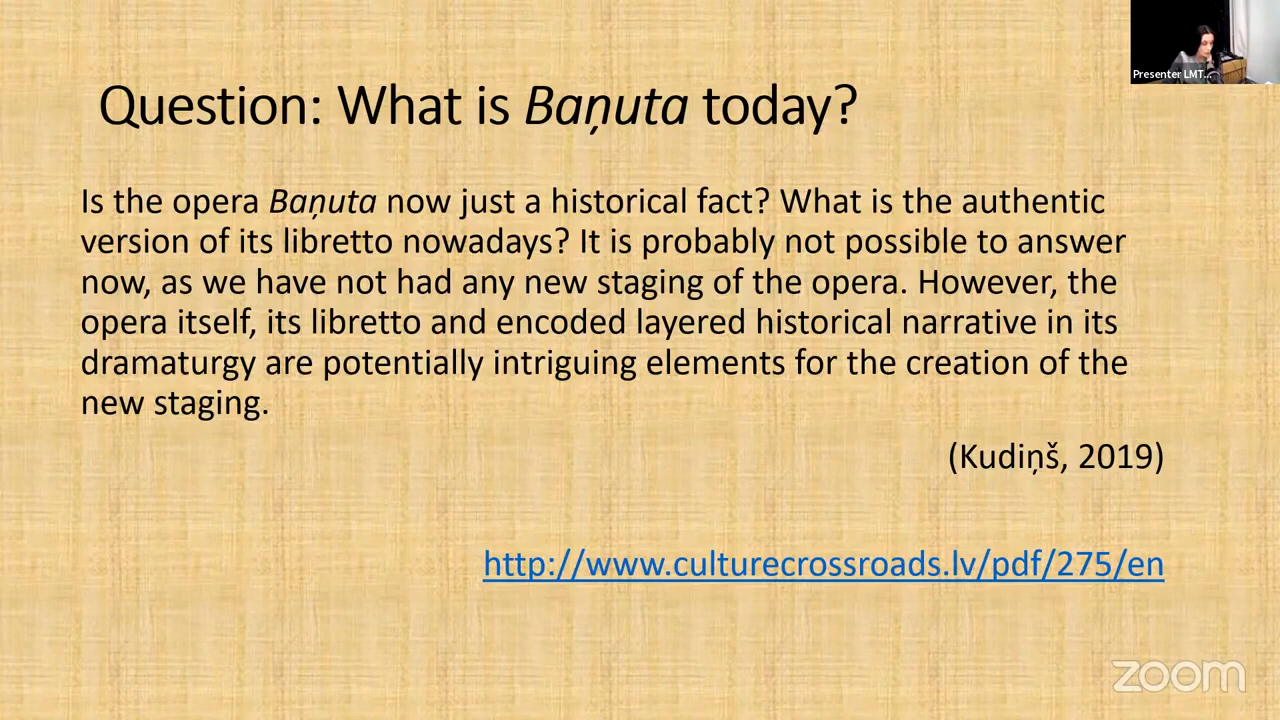 Presenter LMT...
Question: What is Baņuta today?
Is the opera Baņuta now just a historical fact? What is the authentic
version of its libretto nowadays? It is probably not possible to answer
now, as we have not had any new staging of the opera. However, the
opera itself, its libretto and encoded layered historical narrative in its
dramaturgy are potentially intriguing elements for the creation of the
new staging.
(Kudiņš, 2019)
http://www.culturecrossroads.lv/pdf/275/en
zoom